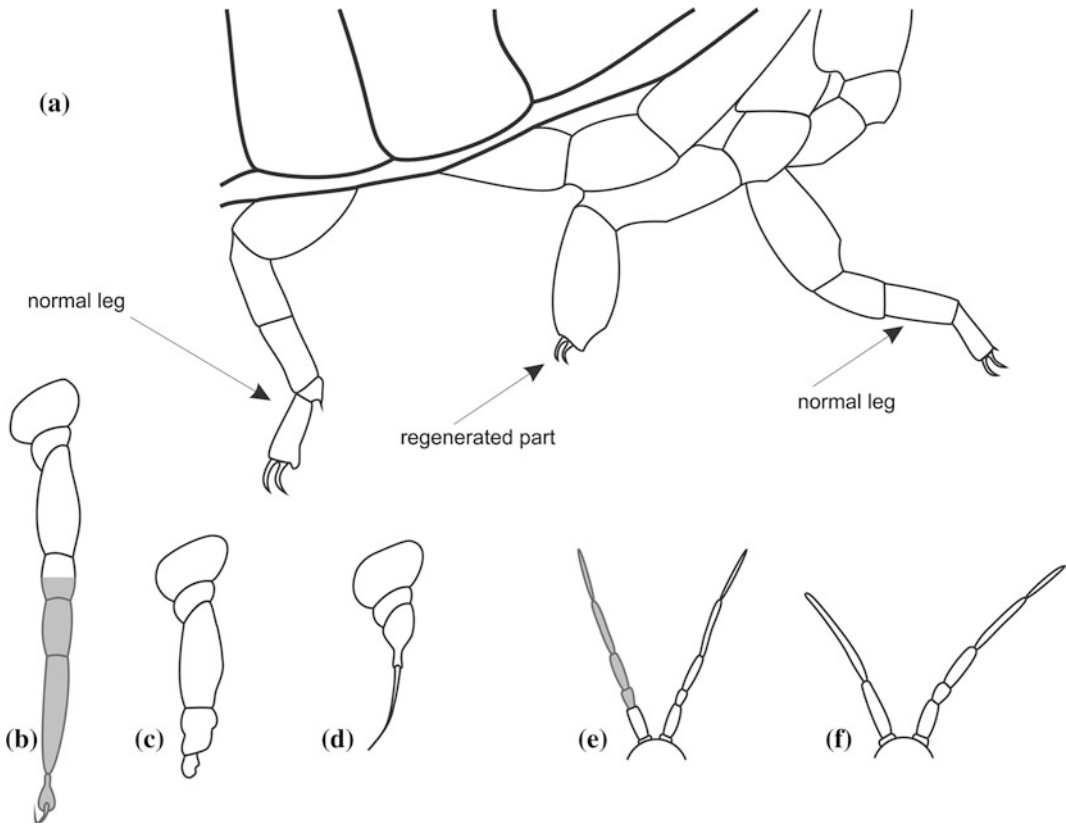 (a)
normal leg
regenerated part
normal leg
(b)
(c)
(d)
(e)
(f)